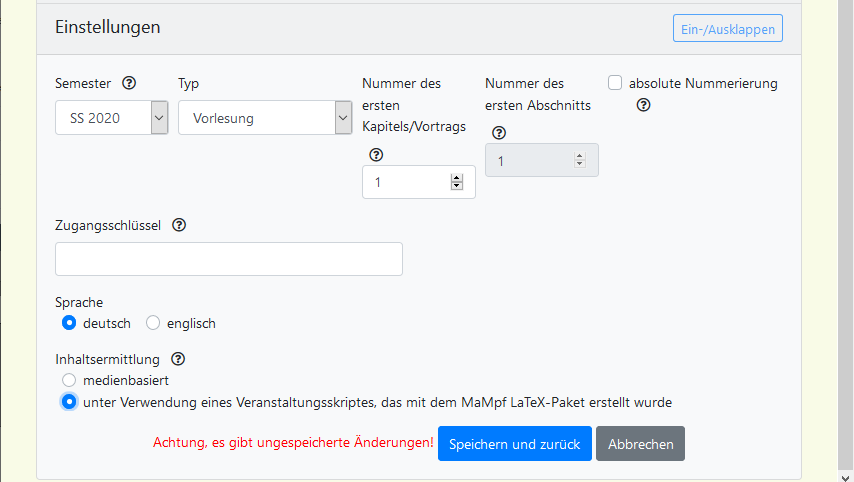 Einstellungen
Ein-/Ausklappen
Semester
Typ
Nummer des
ersten
Kapitels/Vortrags
Nummer des
ersten Abschnitts
absolute Nummerierung
SS 2020
Vorlesung
1
1
Zugangsschlüssel
Sprache
deutsch
englisch
Inhaltsermittlung
medienbasiert
unter Verwendung eines Veranstaltungsskriptes, das mit dem MaMpf LaTeX-Paket erstellt wurde
Achtung, es gibt ungespeicherte Änderungen!
Speichern und zurück
Abbrechen